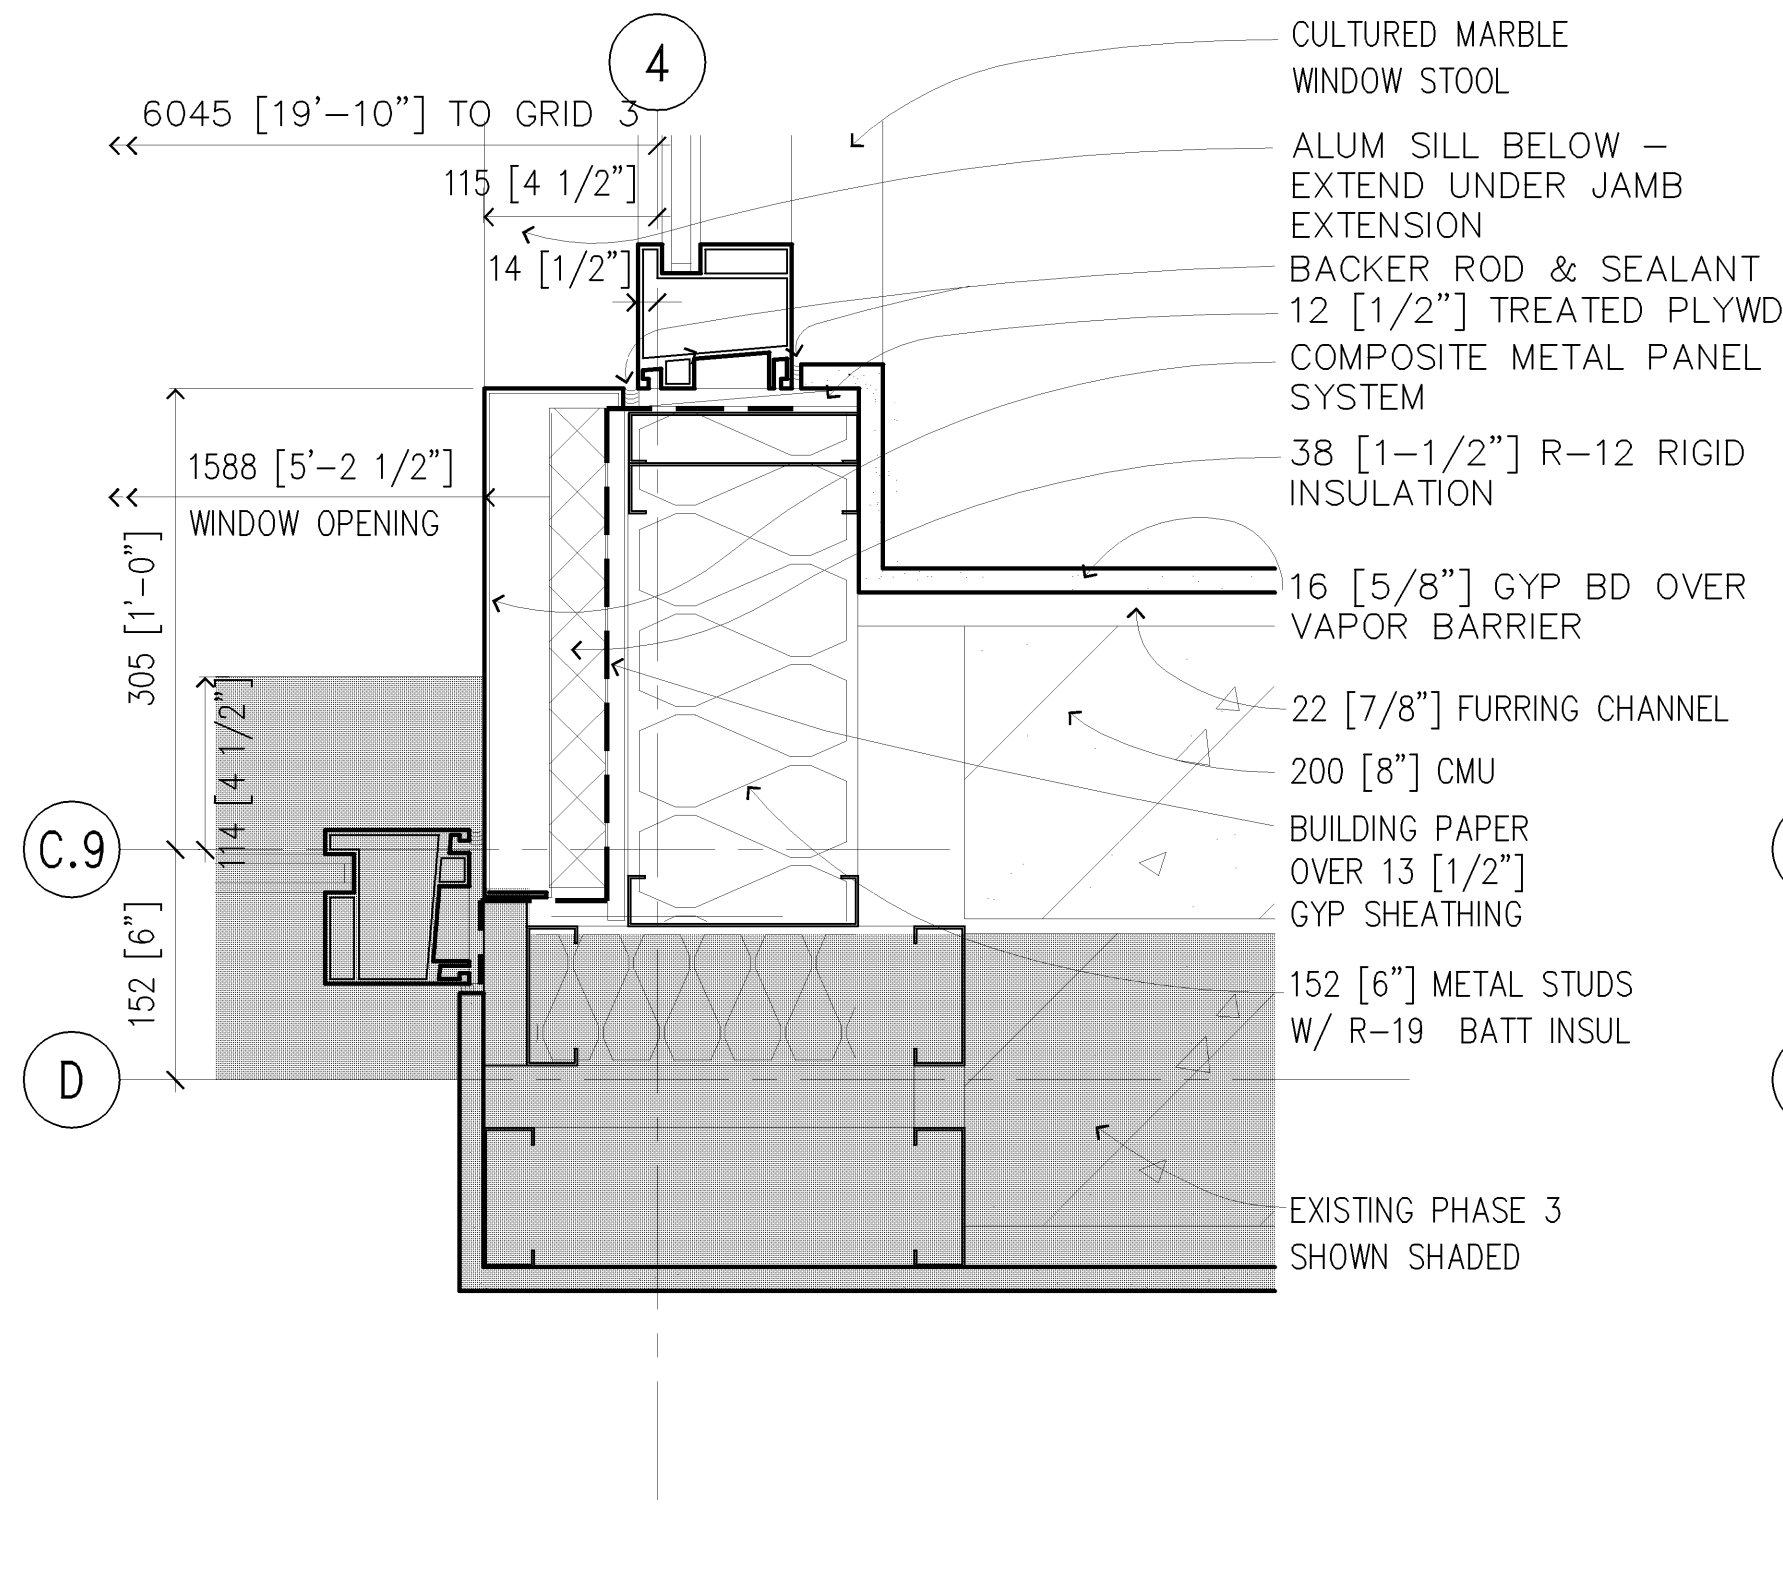 4
6045 [19'-10"] TO GRID 3
115 [4 1/2"]
14 [1/2"]
1588 [5'-2 1/2"]
WINDOW OPENING
305 [1'-0"]
114 [4 1/2"]
C.9
152 [6"]
D
CULTURED MARBLE
WINDOW STOOL
ALUM SILL BELOW -
EXTEND UNDER JAMB
EXTENSION
BACKER ROD & SEALANT
12 [1/2"] TREATED PLYWD
COMPOSITE METAL PANEL
SYSTEM
38 [1-1/2"] R-12 RIGID
INSULATION
16 [5/8"] GYP BD OVER
VAPOR BARRIER
22 [7/8"] FURRING CHANNEL
200 [8"] CMU
BUILDING PAPER
OVER 13 [1/2"]
GYP SHEATHING
152 [6"] METAL STUDS
W/ R-19 BATT INSUL
EXISTING PHASE 3
SHOWN SHADED